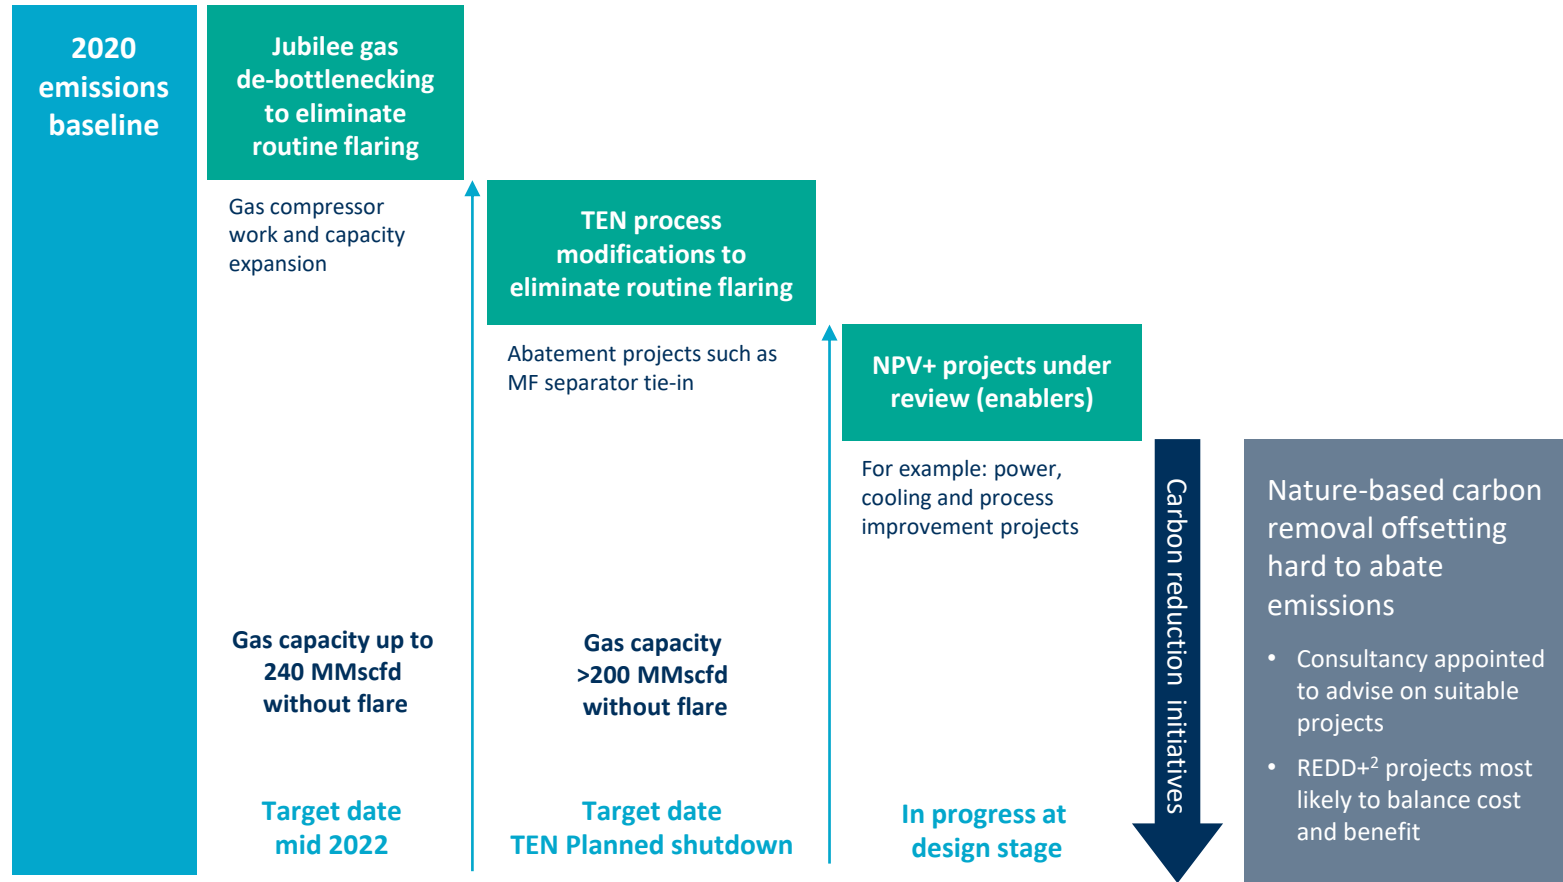 2020
emissions
baseline
Jubilee gas
de-bottlenecking
to eliminate
routine flaring
Gas compressor
work and capacity
expansion
Gas capacity up to
240 MMscfd
without flare
Target date
mid 2022
TEN process
modifications to
eliminate routine flaring
Abatement projects such as
MF separator tie-in
Gas capacity
>200 MMscfd
without flare
Target date
TEN Planned shutdown
NPV+ projects under
review (enablers)
For example: power,
cooling and process
improvement projects
In progress at
design stage
Carbon reduction initiatives
Nature-based carbon
removal offsetting
hard to abate
emissions
• Consultancy appointed
to advise on suitable
projects
• REDD+² projects most
likely to balance cost
and benefit